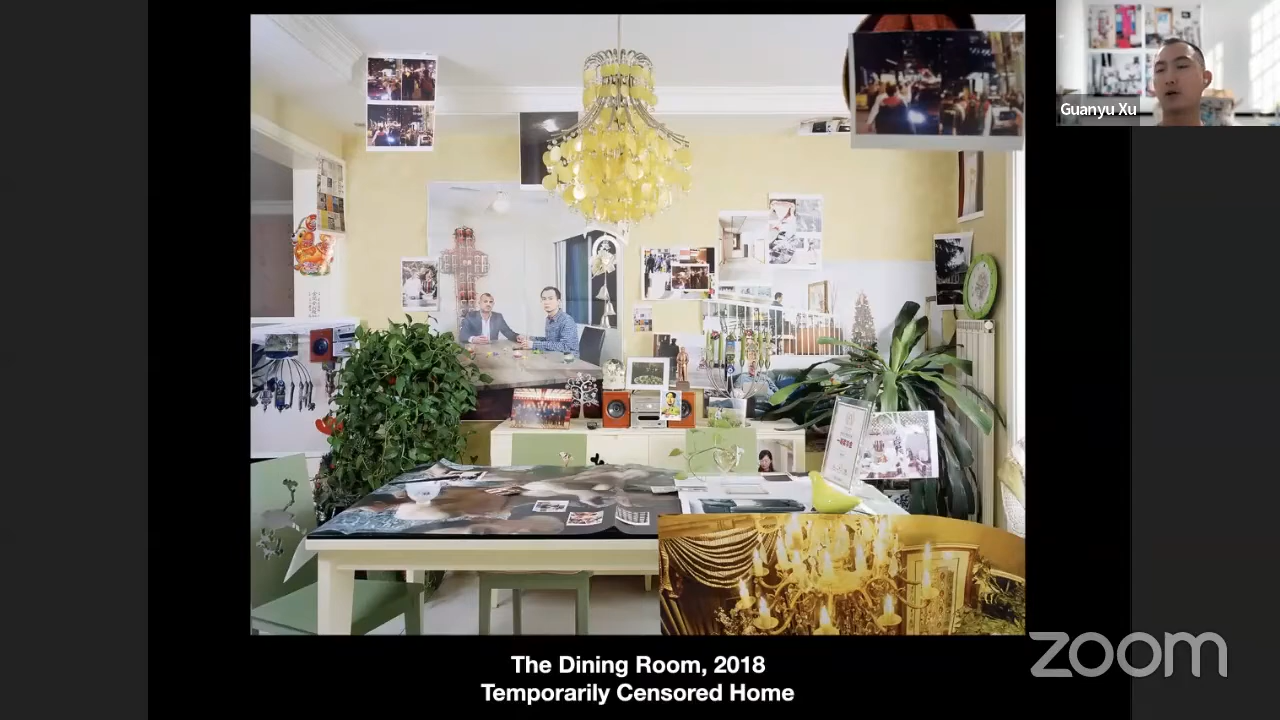 Guanyu Xu
The Dining Room, 2018
Temporarily Censored Home
zoom